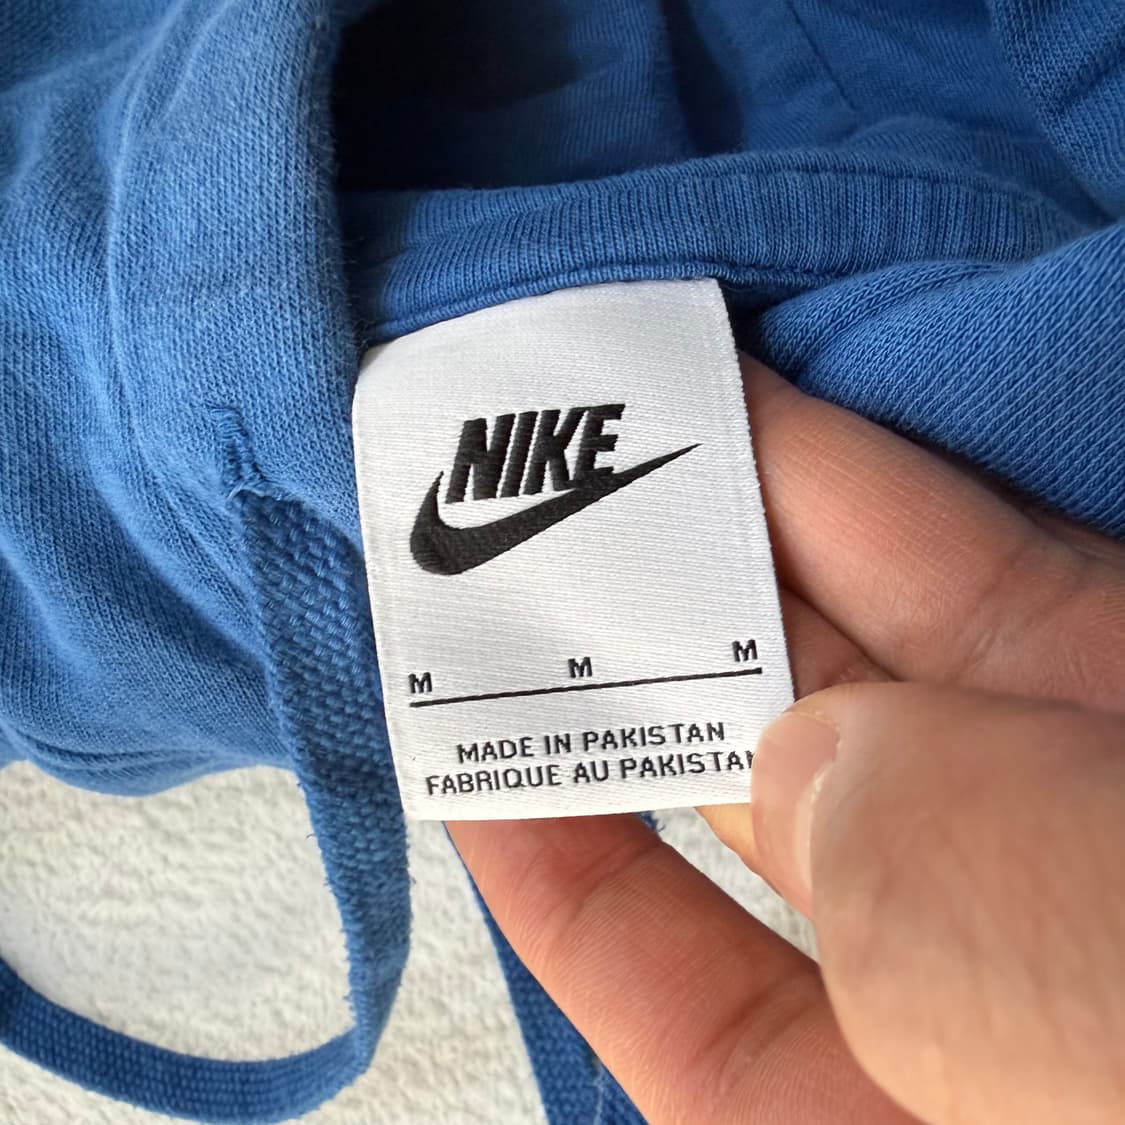 NIKE
M M M
MADE IN PAKISTAN
FABRIQUE AU PAKISTAN